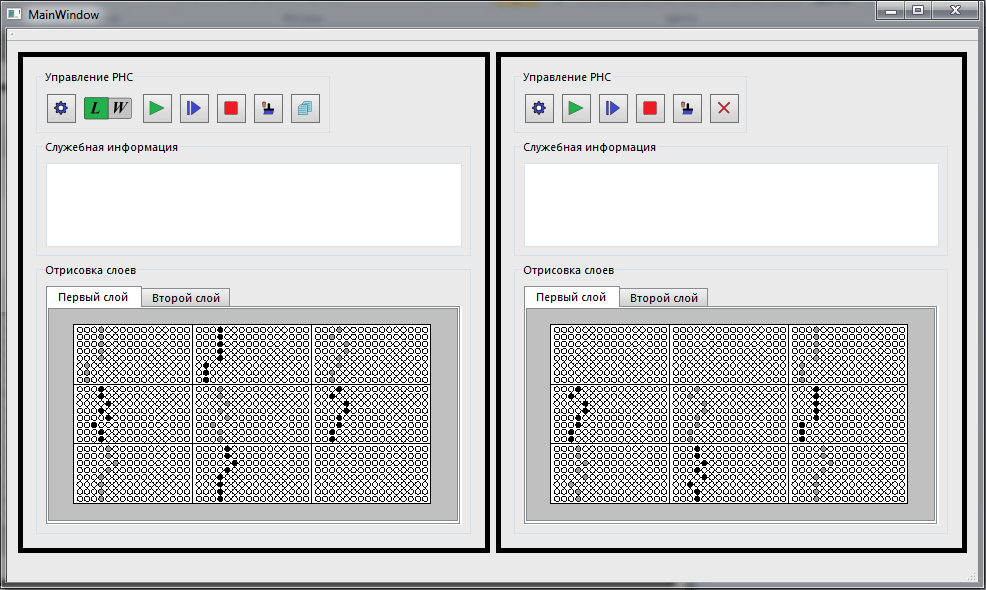 MainWindow
Управление РНС
L W
Служебная информация
Отрисовка слоев
Первый слой
Второй слой
Управление РНС
Служебная информация
Отрисовка слоев
Первый слой
Второй слой